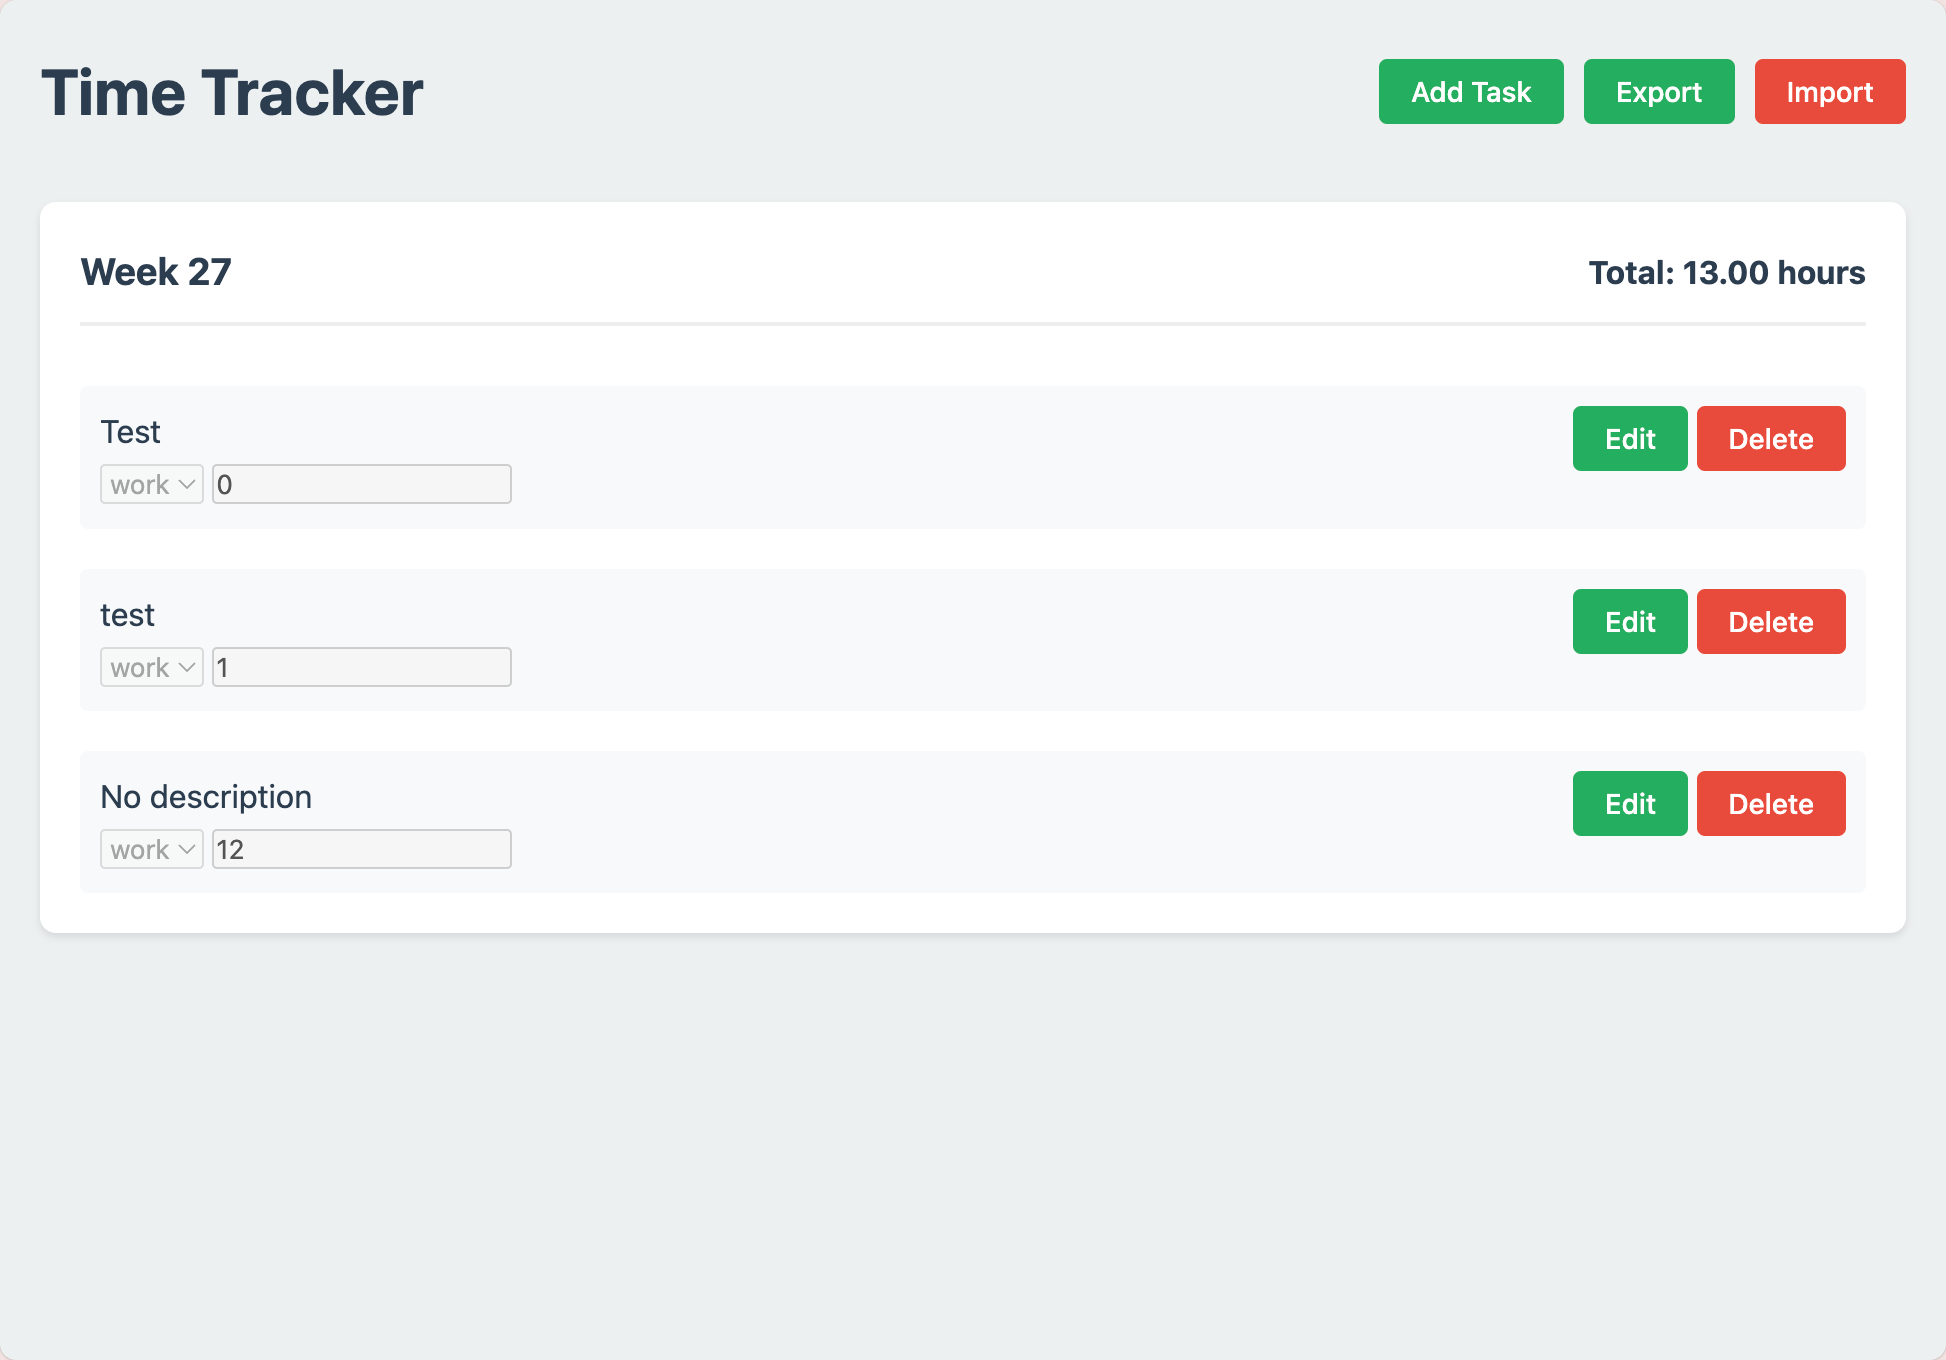 Time Tracker
Add Task
Export
Import
Week 27
Total: 13.00 hours
Test
work
0
Edit
Delete
test
work
1
Edit
Delete
No description
work
12
Edit
Delete